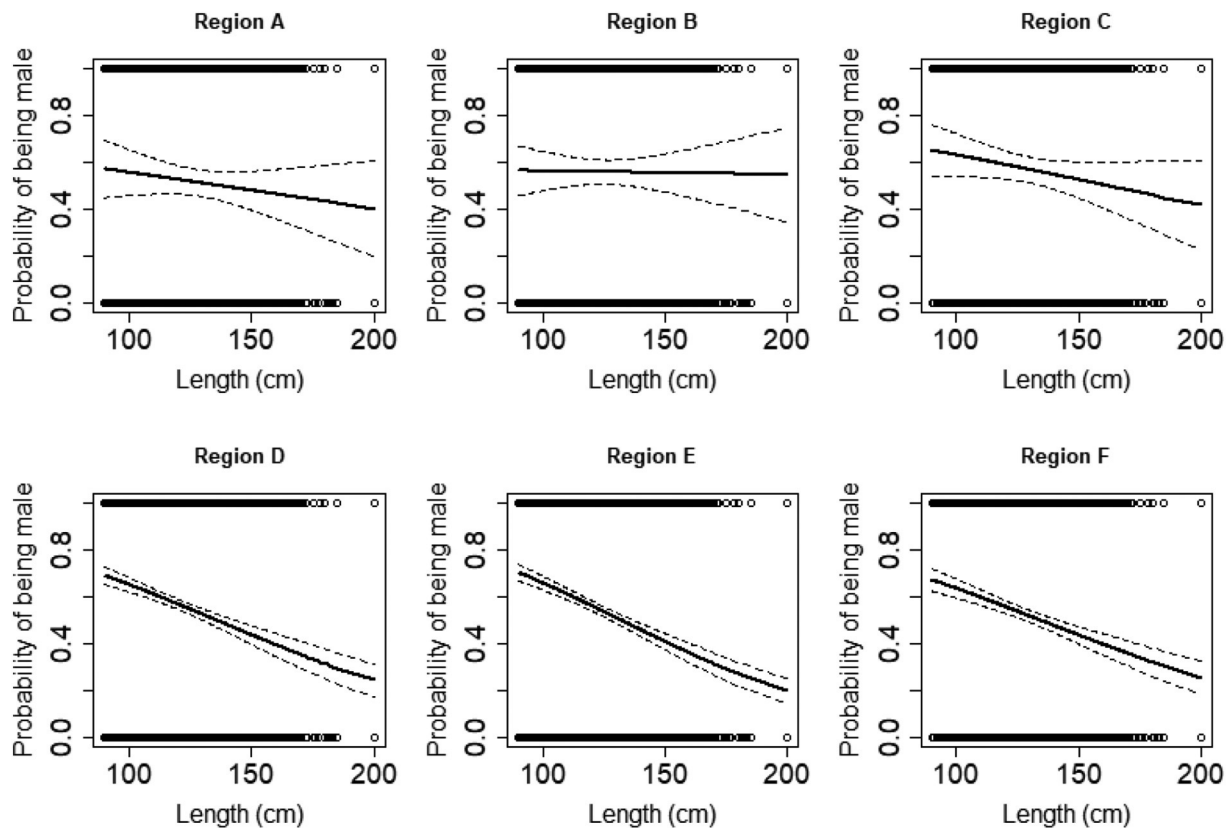 Region A
Region B
Region C
Probability of being male
0.0 0.4 0.8
100 150 200
Length (cm)
Probability of being male
0.0 0.4 0.8
100 150 200
Length (cm)
Probability of being male
0.0 0.4 0.8
100 150 200
Length (cm)
Region D
Region E
Region F
Probability of being male
0.0 0.4 0.8
100 150 200
Length (cm)
Probability of being male
0.0 0.4 0.8
100 150 200
Length (cm)
Probability of being male
0.0 0.4 0.8
100 150 200
Length (cm)